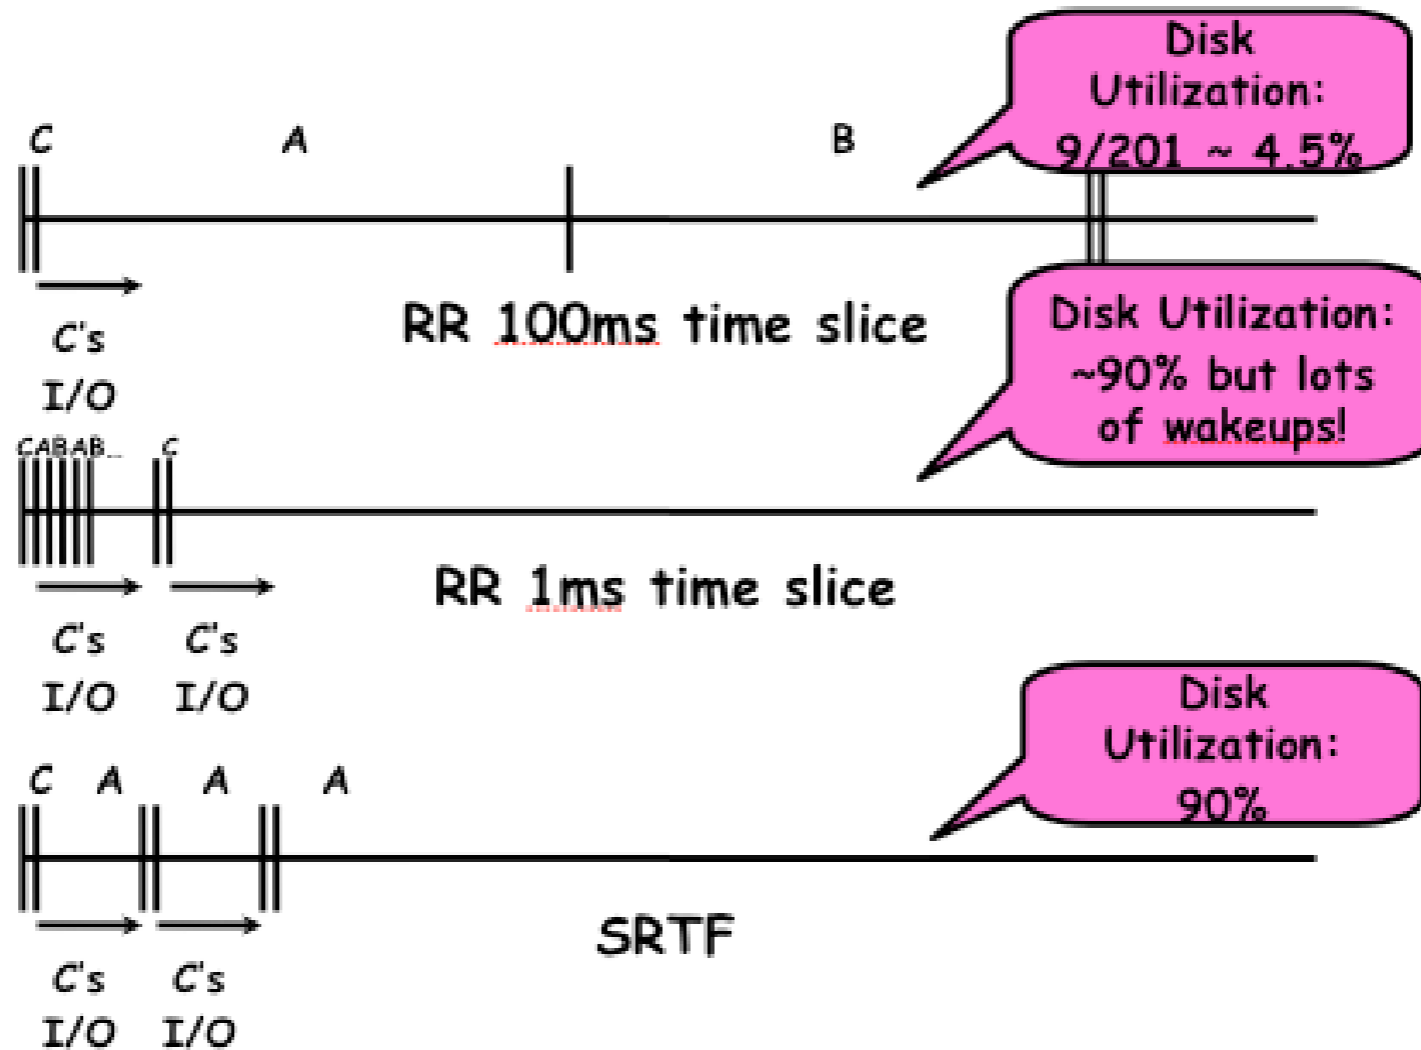 Disk
Utilization:
9/201 ~ 4.5%
C A B
C's
I/O
RR 100ms time slice
Disk Utilization:
~90% but lots
of wakeups!
CABAB... C
C's
I/O
C's
I/O
RR 1ms time slice
Disk
Utilization:
90%
C A A A
C's
I/O
C's
I/O
SRTF